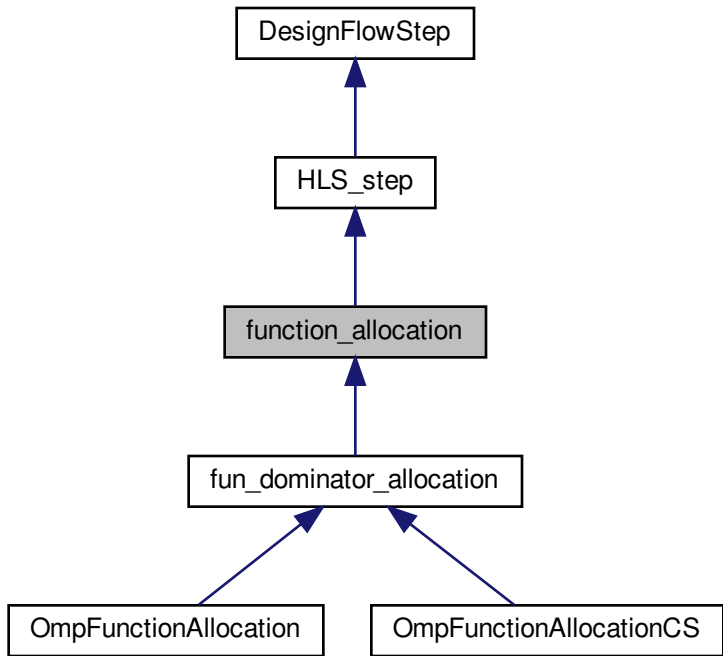 DesignFlowStep
HLS_step
function_allocation
fun_dominator_allocation
OmpFunctionAllocation
OmpFunctionAllocationCS